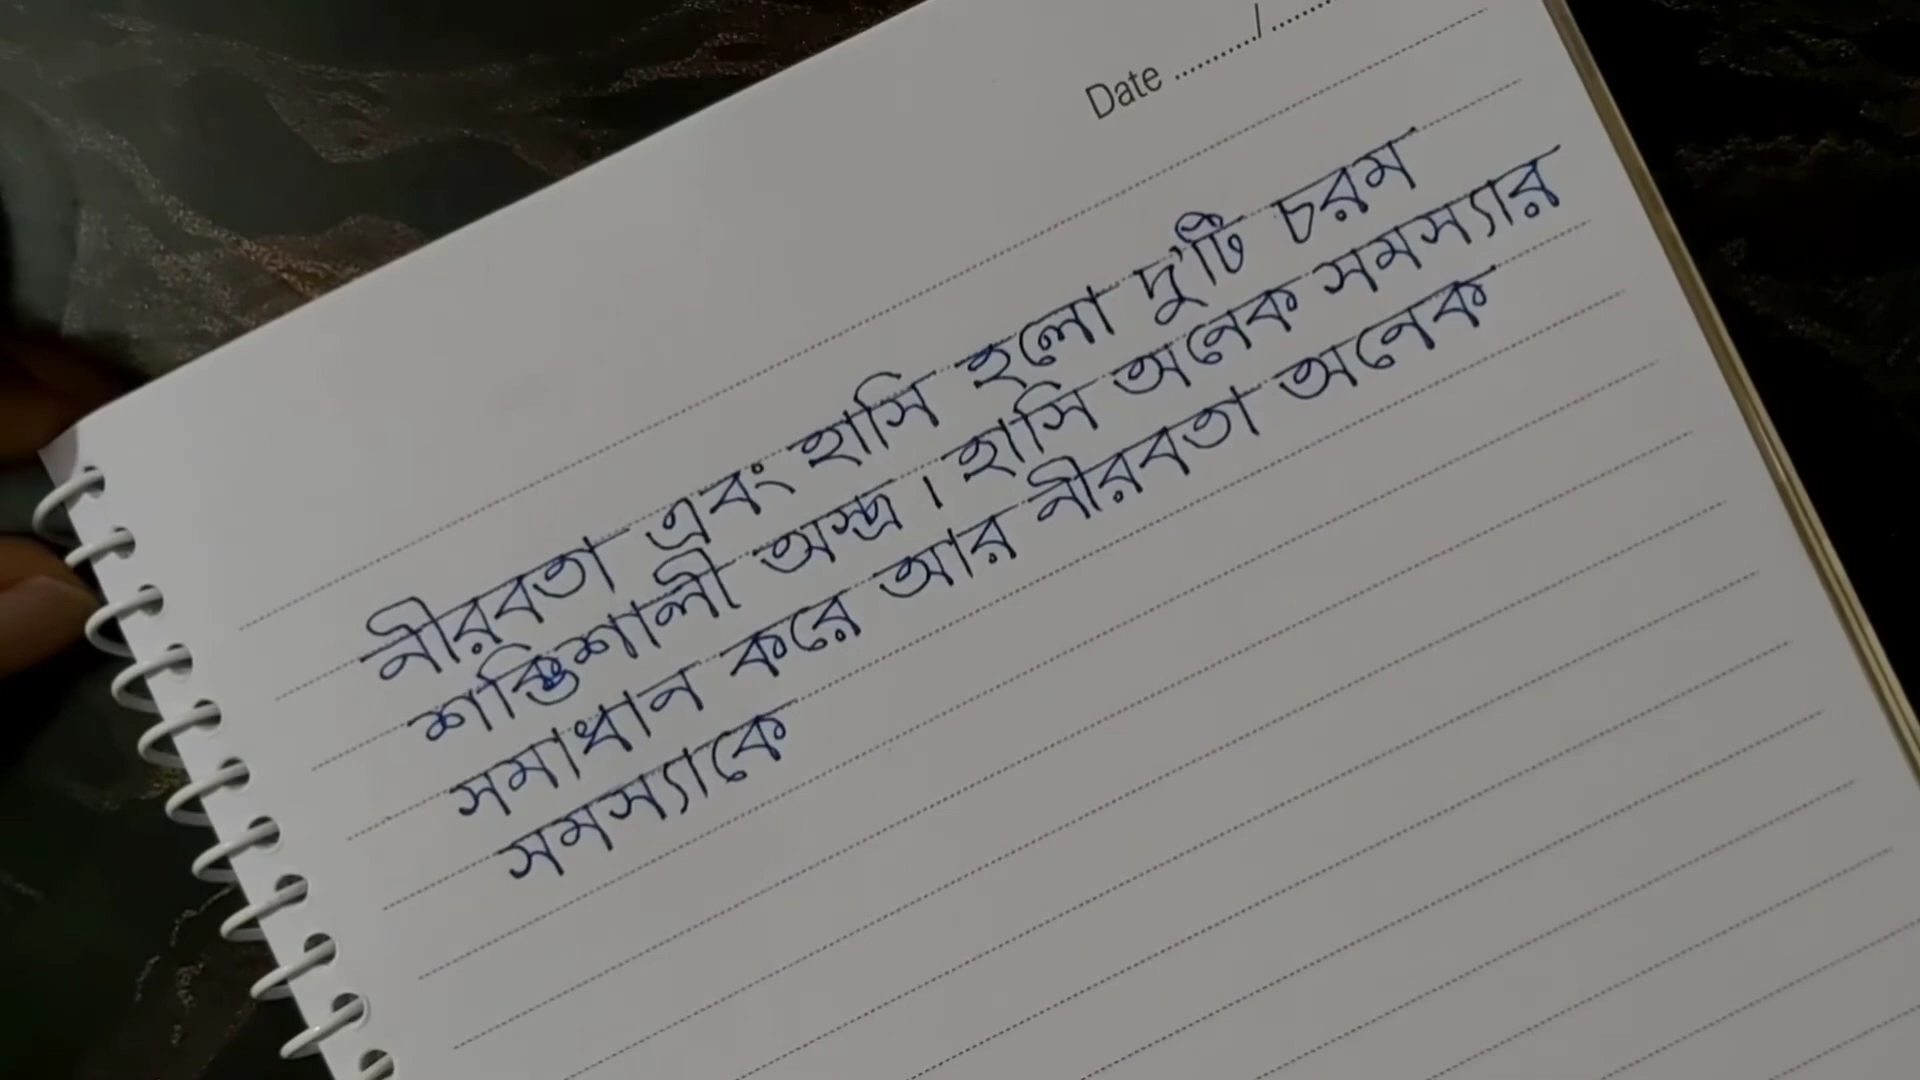 Date ........../..........
নীরবতা এবং হাসি হলো দু'টি চরম
শক্তিশালী অস্ত্র। হাসি অনেক সমস্যার
সমাধান করে আর নীরবতা অনেক
সমস্যাকে